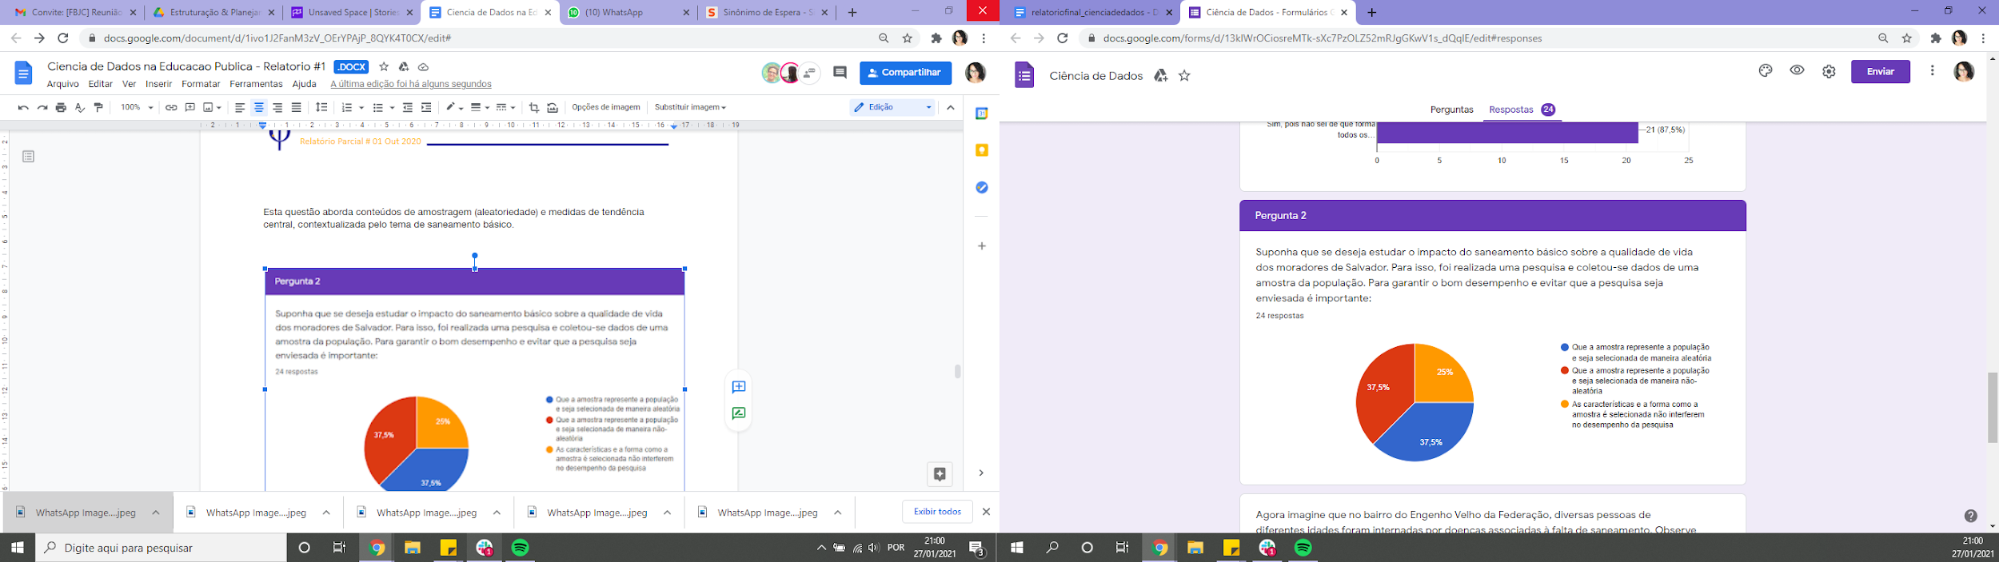 Convite: [FBJC] Reunião
Estruturação & Planejar
Unsaved Space | Stories
Ciencia de Dados na Ed
(10) WhatsApp
Sinônimo de Espera - S
docs.google.com/document/d/1ivo1J2FanM3zV_OErYPAjP_8QYK4T0CX/edit#
Ciencia de Dados na Educacao Publica - Relatorio #1 .DOCX
Arquivo Editar Ver Inserir Formatar Ferramentas Ajuda A última edição foi há alguns segundos
Compartilhar
100% Opções de imagem Substituir imagem Edição
Relatório Parcial # 01 Out 2020
Esta questão aborda conteúdos de amostragem (aleatoriedade) e medidas de tendência
central, contextualizada pelo tema de saneamento básico.
Pergunta 2
Suponha que se deseja estudar o impacto do saneamento básico sobre a qualidade de vida
dos moradores de Salvador. Para isso, foi realizada uma pesquisa e coletou-se dados de uma
amostra da população. Para garantir o bom desempenho e evitar que a pesquisa seja
enviesada é importante:
24 respostas
37,5%
25%
37,5%
Que a amostra represente a população
e seja selecionada de maneira aleatória
Que a amostra represente a população
e seja selecionada de maneira não-
aleatória
As características e a forma como a
amostra é selecionada não interferem
no desempenho da pesquisa
WhatsApp Image....jpeg
WhatsApp Image....jpeg
WhatsApp Image....jpeg
WhatsApp Image....jpeg
WhatsApp Image....jpeg
Exibir todos
Digite aqui para pesquisar
POR
21:00
27/01/2021
3
relatoriofinal_cienciadedados - D
Ciência de Dados - Formulários G
docs.google.com/forms/d/13klWrOCiosreMTk-sXc7PzOLZ52mRJgGKwV1s_dQqlE/edit#responses
Ciência de Dados
Enviar
Perguntas Respostas 24
Sim, pois não sei de que forma
todos os...
21 (87,5%)
0 5 10 15 20 25
Pergunta 2
Suponha que se deseja estudar o impacto do saneamento básico sobre a qualidade de vida
dos moradores de Salvador. Para isso, foi realizada uma pesquisa e coletou-se dados de uma
amostra da população. Para garantir o bom desempenho e evitar que a pesquisa seja
enviesada é importante:
24 respostas
37,5%
25%
37,5%
Que a amostra represente a população
e seja selecionada de maneira aleatória
Que a amostra represente a população
e seja selecionada de maneira não-
aleatória
As características e a forma como a
amostra é selecionada não interferem
no desempenho da pesquisa
Agora imagine que no bairro do Engenho Velho da Federação, diversas pessoas de
diferentes idades foram internadas por doenças associadas à falta de saneamento. Observe
21:00
27/01/2021